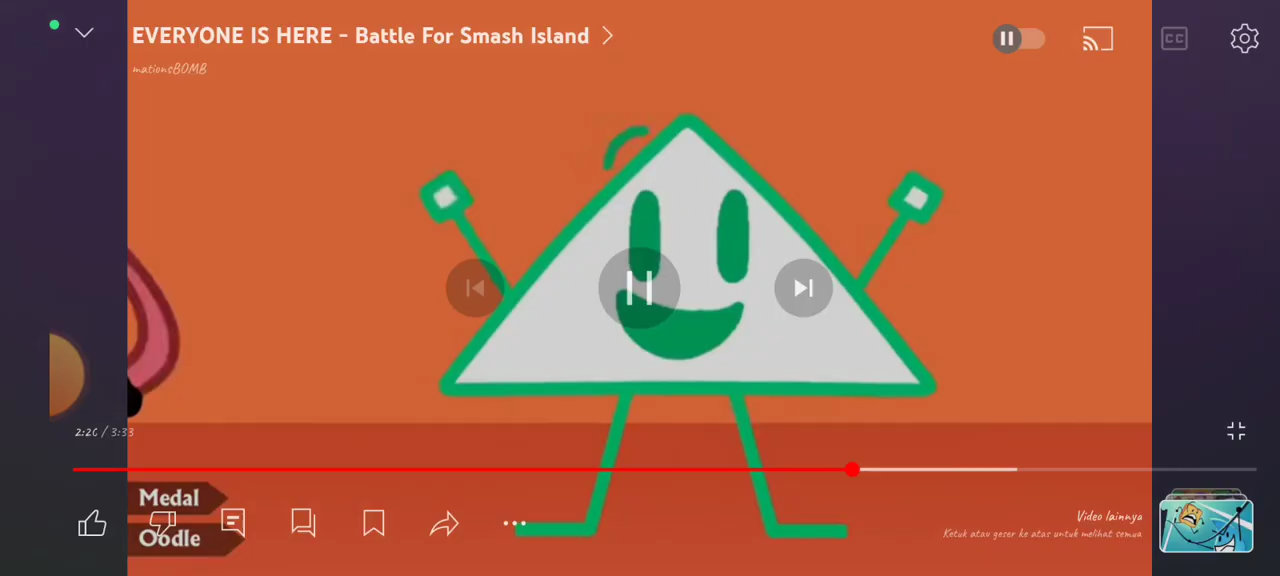 EVERYONE IS HERE - Battle For Smash Island
mationsBOMB
CC
2:20 / 3:33
Medal
Oodle
Video lainnya
Ketuk atau geser ke atas untuk melihat semua